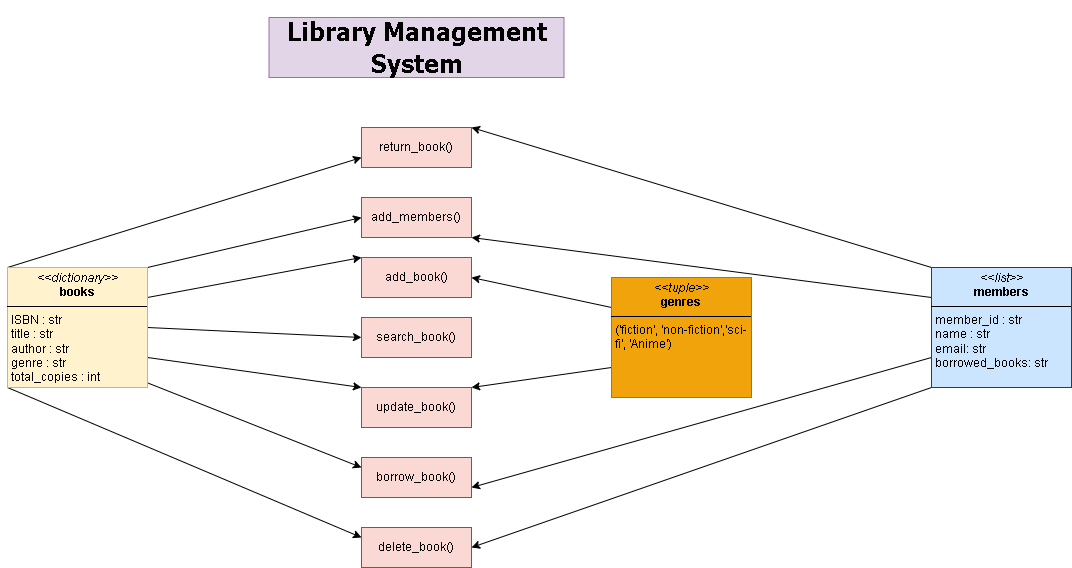 Library Management
System
return_book()
add_members()
add_book()
search_book()
update_book()
borrow_book()
delete_book()
<<dictionary>>
books
ISBN : str
title : str
author : str
genre : str
total_copies : int
<<tuple>>
genres
('fiction', 'non-fiction','sci-
fi', 'Anime')
<<list>>
members
member_id : str
name : str
email: str
borrowed_books: str